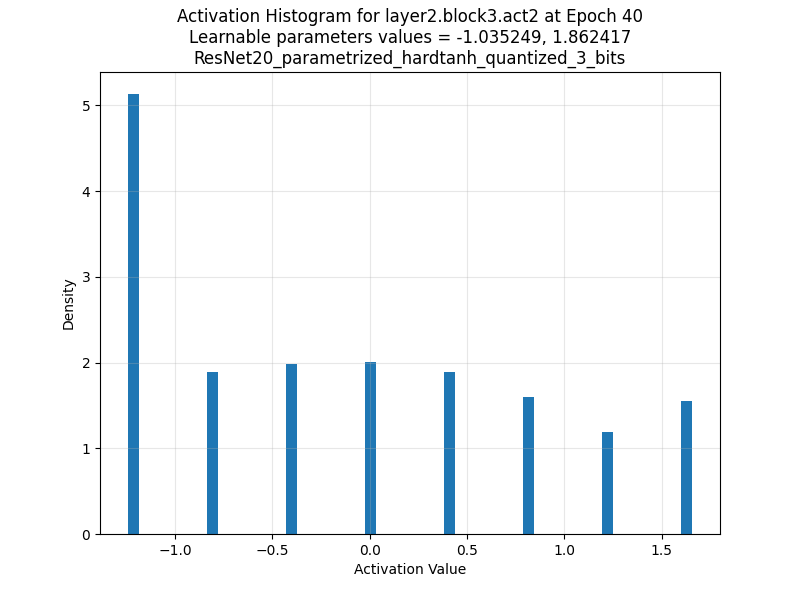 Activation Histogram for layer2.block3.act2 at Epoch 40
Learnable parameters values = -1.035249, 1.862417
ResNet20_parametrized_hardtanh_quantized_3_bits
5
4
3
2
1
0
Density
−1.0 −0.5 0.0 0.5 1.0 1.5
Activation Value